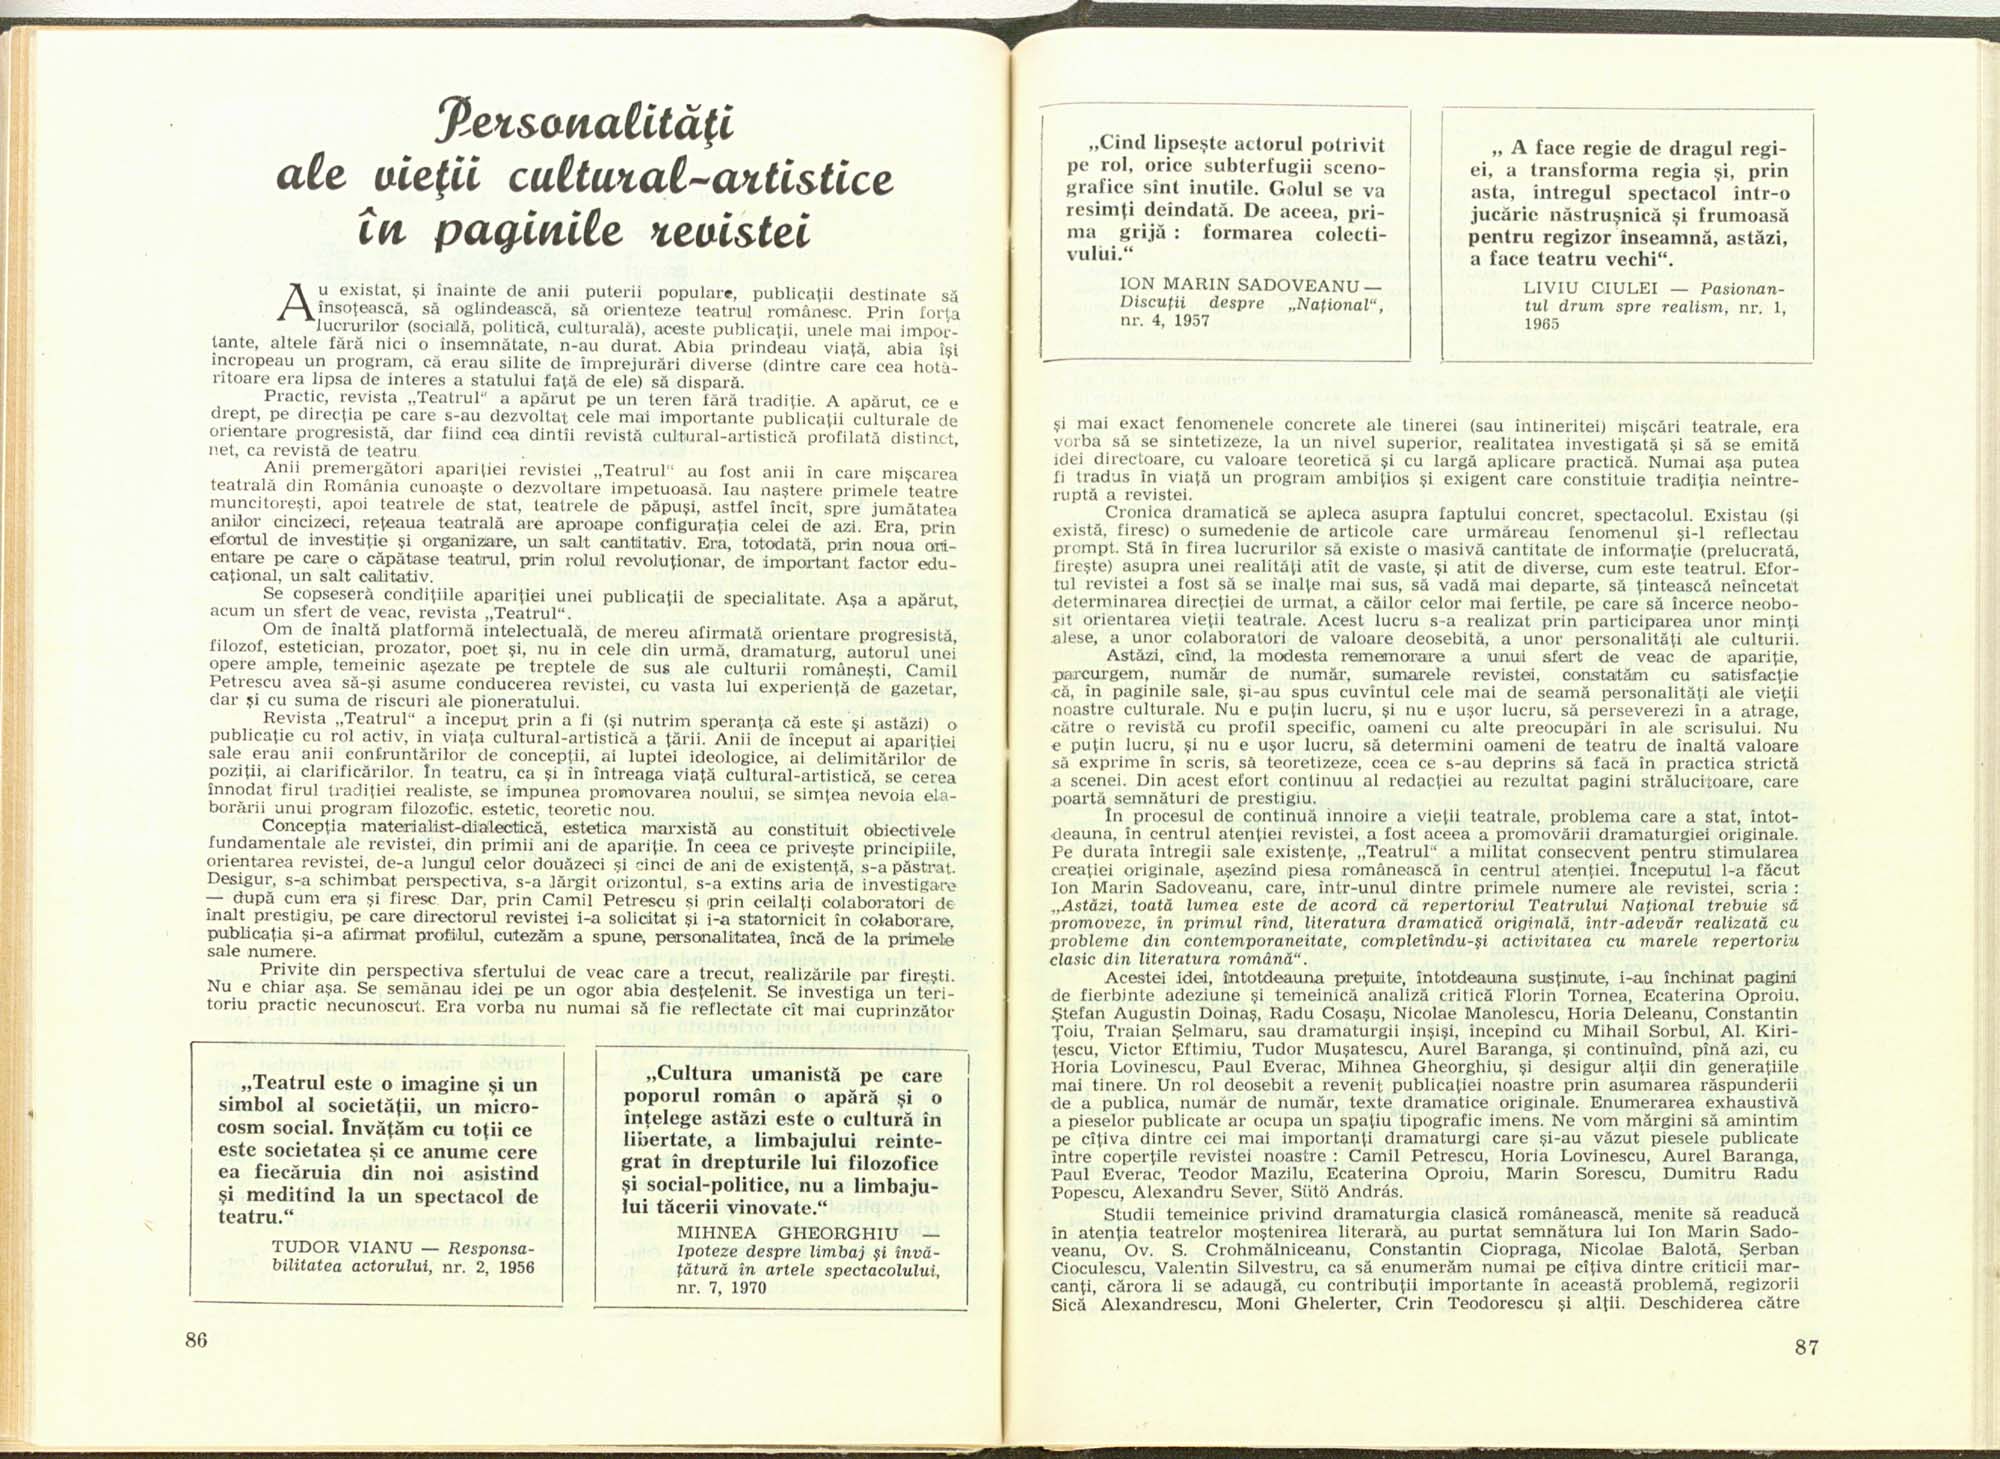 Personalităţi
ale vieţii cultural-artistice
în paginile revistei
Au existat, şi înainte de anii puterii populare, publicaţii destinate să
însoţească, să oglindească, să orienteze teatrul românesc. Prin forţa
lucrurilor (socială, politică, culturală), aceste publicaţii, unele mai impor-
tante, altele fără nici o însemnătate, n-au durat. Abia prindeau viaţă, abia îşi
încropeau un program, că erau silite de împrejurări diverse (dintre care cea hotă-
rîtoare era lipsa de interes a statului faţă de ele) să dispară.
Practic, revista „Teatrul“ a apărut pe un teren fără tradiţie. A apărut, ce e
drept, pe direcţia pe care s-au dezvoltat cele mai importante publicaţii culturale de
orientare progresistă, dar fiind cea dintîi revistă cultural-artistică profilată distinct,
net, ca revistă de teatru
Anii premergători apariţiei revistei „Teatrul“ au fost anii în care mişcarea
teatrală din România cunoaşte o dezvoltare impetuoasă. Iau naştere primele teatre
muncitoreşti, apoi teatrele de stat, teatrele de păpuşi, astfel încît, spre jumătatea
anilor cincizeci, reţeaua teatrală are aproape configuraţia celei de azi. Era, prin
efortul de investiţie şi organizare, un salt cantitativ. Era, totodată, prin noua ori-
entare pe care o căpătase teatrul, prin rolul revoluţionar, de important factor edu-
caţional, un salt calitativ.
Se copseseră condiţiile apariţiei unei publicaţii de specialitate. Aşa a apărut,
acum un sfert de veac, revista „Teatrul“.
Om de înaltă platformă intelectuală, de mereu afirmată orientare progresistă,
filozof, estetician, prozator, poet şi, nu in cele din urmă, dramaturg, autorul unei
opere ample, temeinic aşezate pe treptele de sus ale culturii româneşti, Camil
Petrescu avea să-şi asume conducerea revistei, cu vasta lui experienţă de gazetar,
dar şi cu suma de riscuri ale pioneratului.
Revista „Teatrul“ a început prin a fi (şi nutrim speranţa că este şi astăzi) o
publicaţie cu rol activ, în viaţa cultural-artistică a ţării. Anii de început ai apariţiei
sale erau anii confruntărilor de concepţii, ai luptei ideologice, ai delimitărilor de
poziţii, ai clarificărilor. În teatru, ca şi în întreaga viaţă cultural-artistică, se cerea
înnodat firul tradiţiei realiste, se impunea promovarea noului, se simţea nevoia ela-
borării unui program filozofic, estetic, teoretic nou.
Concepţia materialist-dialectică, estetica marxistă au constituit obiectivele
fundamentale ale revistei, din primii ani de apariţie. In ceea ce priveşte principiile,
orientarea revistei, de-a lungul celor douăzeci şi cinci de ani de existenţă, s-a păstrat.
Desigur, s-a schimbat perspectiva, s-a lărgit orizontul, s-a extins aria de investigare
— după cum era şi firesc Dar, prin Camil Petrescu şi prin ceilalţi colaboratori de
înalt prestigiu, pe care directorul revistei i-a solicitat şi i-a statornicit în colaborare,
publicaţia şi-a afirmat profilul, cutezăm a spune, personalitatea, încă de la primele
sale numere.
Privite din perspectiva sfertului de veac care a trecut, realizările par fireşti.
Nu e chiar aşa. Se semănau idei pe un ogor abia desţelenit. Se investiga un teri-
toriu practic necunoscut. Era vorba nu numai să fie reflectate cît mai cuprinzător
„Teatrul este o imagine şi un
simbol al societăţii, un micro-
cosm social. Învăţăm cu toţii ce
este societatea şi ce anume cere
ea fiecăruia din noi asistînd
şi meditînd la un spectacol de
teatru.“
TUDOR VIANU — Responsa-
bilitatea actorului, nr. 2, 1956
„Cultura umanistă pe care
poporul român o apără şi o
înţelege astăzi este o cultură în
libertate, a limbajului reinte-
grat în drepturile lui filozofice
şi social-politice, nu a limbaju-
lui tăcerii vinovate.“
MIHNEA GHEORGHIU —
Ipoteze despre limbaj şi învă-
ţătură în artele spectacolului,
nr. 7, 1970
86
„Cind lipseşte actorul potrivit
pe rol, orice subterfugii sceno-
grafice sînt inutile. Golul se va
resimţi deîndată. De aceea, pri-
ma grijă : formarea colecti-
vului.“
ION MARIN SADOVEANU —
Discuţii despre „Naţional“,
nr. 4, 1957
„ A face regie de dragul regi-
ei, a transforma regia şi, prin
asta, intregul spectacol într-o
jucărie năstruşnică şi frumoasă
pentru regizor înseamnă, astăzi,
a face teatru vechi“.
LIVIU CIULEI — Pasionan-
tul drum spre realism, nr. 1,
1965
şi mai exact fenomenele concrete ale tinerei (sau intineritei) mişcări teatrale, era
vorba să se sintetizeze, la un nivel superior, realitatea investigată şi să se emită
idei directoare, cu valoare teoretică şi cu largă aplicare practică. Numai aşa putea
fi tradus în viaţă un program ambiţios şi exigent care constituie tradiţia neîntre-
ruptă a revistei.
Cronica dramatică se apleca asupra faptului concret, spectacolul. Existau (şi
există, firesc) o sumedenie de articole care urmăreau fenomenul şi-l reflectau
prompt. Stă în firea lucrurilor să existe o masivă cantitate de informaţie (prelucrată,
fireşte) asupra unei realităţi atît de vaste, şi atit de diverse, cum este teatrul. Efor-
tul revistei a fost să se inalţe mai sus, să vadă mai departe, să ţintească neîncetat
determinarea direcţiei de urmat, a căilor celor mai fertile, pe care să încerce neobo-
sit orientarea vieţii teatrale. Acest lucru s-a realizat prin participarea unor minţi
alese, a unor colaboratori de valoare deosebită, a unor personalităţi ale culturii.
Astăzi, cînd, la modesta rememorare a unui sfert de veac de apariţie,
parcurgem, număr de număr, sumarele revistei, constatăm cu satisfacţie
că, în paginile sale, şi-au spus cuvîntul cele mai de seamă personalităţi ale vieţii
noastre culturale. Nu e puţin lucru, şi nu e uşor lucru, să perseverezi în a atrage,
către o revistă cu profil specific, oameni cu alte preocupări în ale scrisului. Nu
e puţin lucru, şi nu e uşor lucru, să determini oameni de teatru de înaltă valoare
să exprime în scris, să teoretizeze, ceea ce s-au deprins să facă în practica strictă
a scenei. Din acest efort continuu al redacţiei au rezultat pagini strălucitoare, care
poartă semnături de prestigiu.
In procesul de continuă innoire a vieţii teatrale, problema care a stat, întot-
deauna, în centrul atenţiei revistei, a fost aceea a promovării dramaturgiei originale.
Pe durata întregii sale existenţe, „Teatrul“ a militat consecvent pentru stimularea
creaţiei originale, aşezînd piesa românească în centrul atenţiei. Începutul l-a făcut
Ion Marin Sadoveanu, care, într-unul dintre primele numere ale revistei, scria :
„Astăzi, toată lumea este de acord că repertoriul Teatrului Naţional trebuie să
promoveze, în primul rînd, literatura dramatică originală, într-adevăr realizată cu
probleme din contemporaneitate, completîndu-şi activitatea cu marele repertoriu
clasic din literatura română“.
Acestei idei, întotdeauna preţuite, întotdeauna susţinute, i-au închinat pagini
de fierbinte adeziune şi temeinică analiză critică Florin Tornea, Ecaterina Oproiu,
Ştefan Augustin Doinaş, Radu Cosaşu, Nicolae Manolescu, Horia Deleanu, Constantin
Ţoiu, Traian Şelmaru, sau dramaturgii inşişi, începînd cu Mihail Sorbul, Al. Kiri-
ţescu, Victor Eftimiu, Tudor Muşatescu, Aurel Baranga, şi continuînd, pînă azi, cu
Horia Lovinescu, Paul Everac, Mihnea Gheorghiu, şi desigur alţii din generaţiile
mai tinere. Un rol deosebit a revenit publicaţiei noastre prin asumarea răspunderii
de a publica, număr de număr, texte dramatice originale. Enumerarea exhaustivă
a pieselor publicate ar ocupa un spaţiu tipografic imens. Ne vom mărgini să amintim
pe cîţiva dintre cei mai importanţi dramaturgi care şi-au văzut piesele publicate
între coperţile revistei noastre : Camil Petrescu, Horia Lovinescu, Aurel Baranga,
Paul Everac, Teodor Mazilu, Ecaterina Oproiu, Marin Sorescu, Dumitru Radu
Popescu, Alexandru Sever, Sütö András.
Studii temeinice privind dramaturgia clasică românească, menite să readucă
în atenţia teatrelor moştenirea literară, au purtat semnătura lui Ion Marin Sado-
veanu, Ov. S. Crohmălniceanu, Constantin Ciopraga, Nicolae Balotă, Şerban
Cioculescu, Valentin Silvestru, ca să enumerăm numai pe cîţiva dintre criticii mar-
canţi, cărora li se adaugă, cu contribuţii importante în această problemă, regizorii
Sică Alexandrescu, Moni Ghelerter, Crin Teodorescu şi alţii. Deschiderea către
87